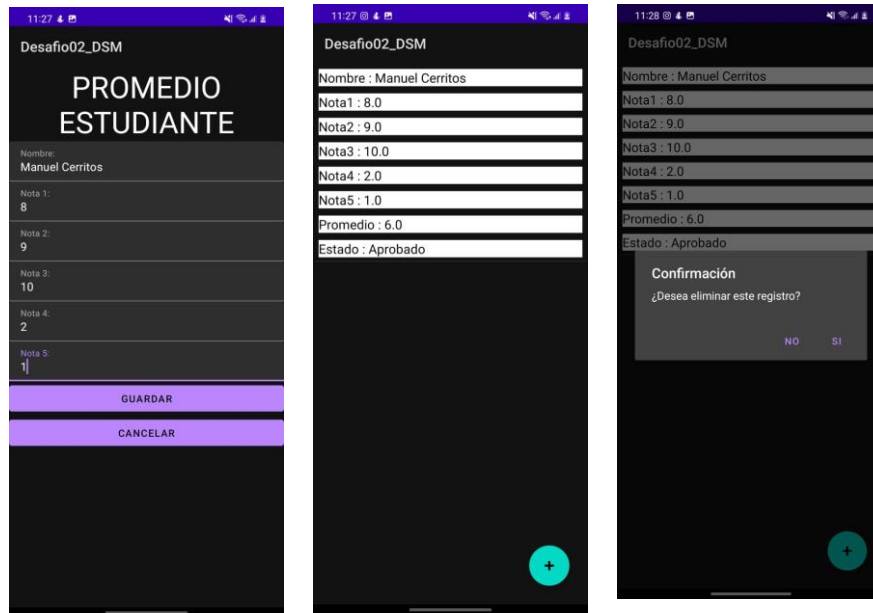 11:27
Desafio02_DSM
PROMEDIO
ESTUDIANTE
Nombre:
Manuel Cerritos
Nota 1:
8
Nota 2:
9
Nota 3:
10
Nota 4:
2
Nota 5:
1
GUARDAR
CANCELAR
11:27
Desafio02_DSM
Nombre : Manuel Cerritos
Nota1 : 8.0
Nota2 : 9.0
Nota3 : 10.0
Nota4 : 2.0
Nota5 : 1.0
Promedio : 6.0
Estado : Aprobado
+
11:28
Desafio02_DSM
Nombre : Manuel Cerritos
Nota1 : 8.0
Nota2 : 9.0
Nota3 : 10.0
Nota4 : 2.0
Nota5 : 1.0
Promedio : 6.0
Estado : Aprobado
Confirmación
¿Desea eliminar este registro?
NO SI
+